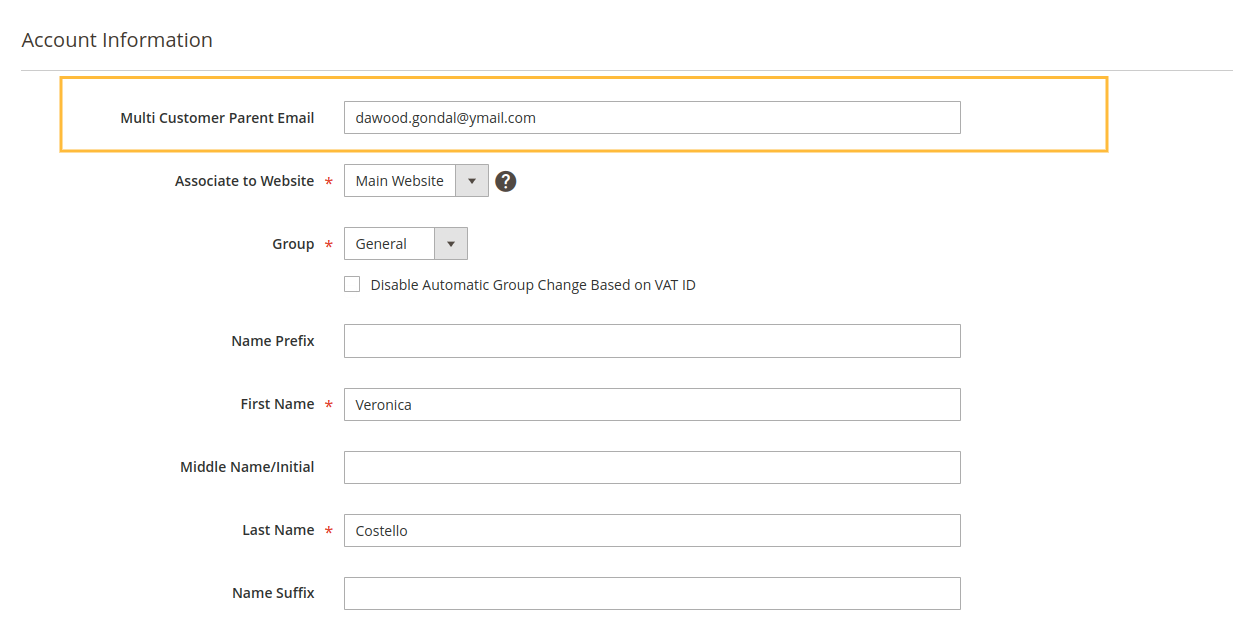 Account Information
Multi Customer Parent Email dawood.gondal@ymail.com
Associate to Website * Main Website ?
Group * General
Disable Automatic Group Change Based on VAT ID
Name Prefix
First Name * Veronica
Middle Name/Initial
Last Name * Costello
Name Suffix